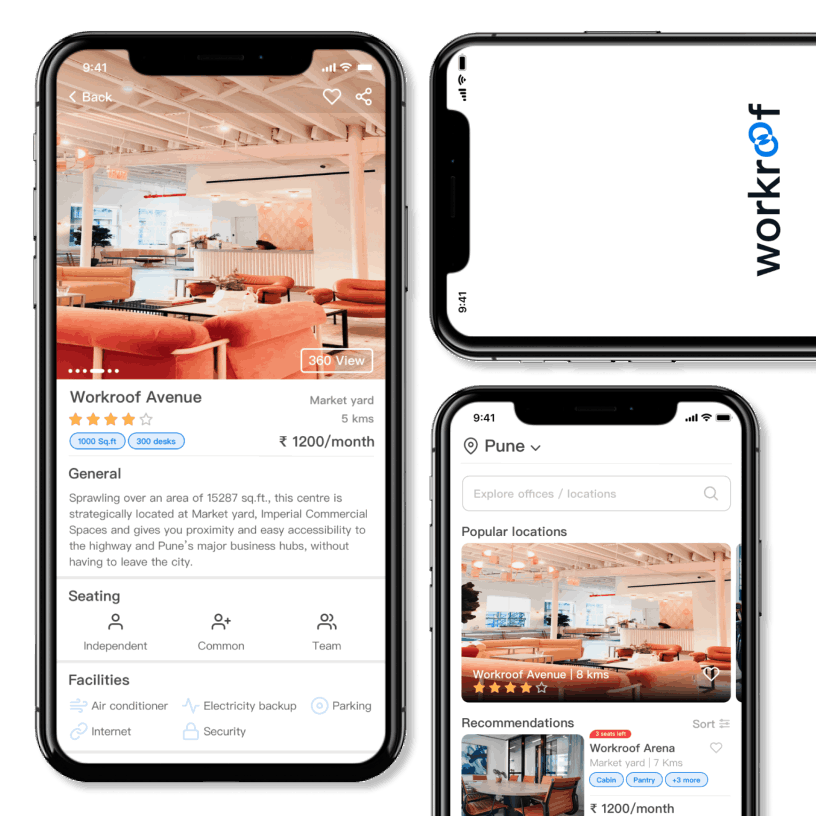 9:41
Back
360 View
Workroof Avenue
Market yard
5 kms
1000 Sq.ft
300 desks
₹ 1200/month
General
Sprawling over an area of 15287 sq.ft., this centre is
strategically located at Market yard, Imperial Commercial
Spaces and gives you proximity and easy accessibility to
the highway and Pune's major business hubs, without
having to leave the city.
Seating
Independent
Common
Team
Facilities
Air conditioner
Electricity backup
Parking
Internet
Security
9:41
workroof
9:41
Pune
Explore offices / locations
Popular locations
Workroof Avenue | 8 kms
Recommendations
Sort
3 seats left
Workroof Arena
Market yard | 7 Kms
Cabin
Pantry
+3 more
₹ 1200/month